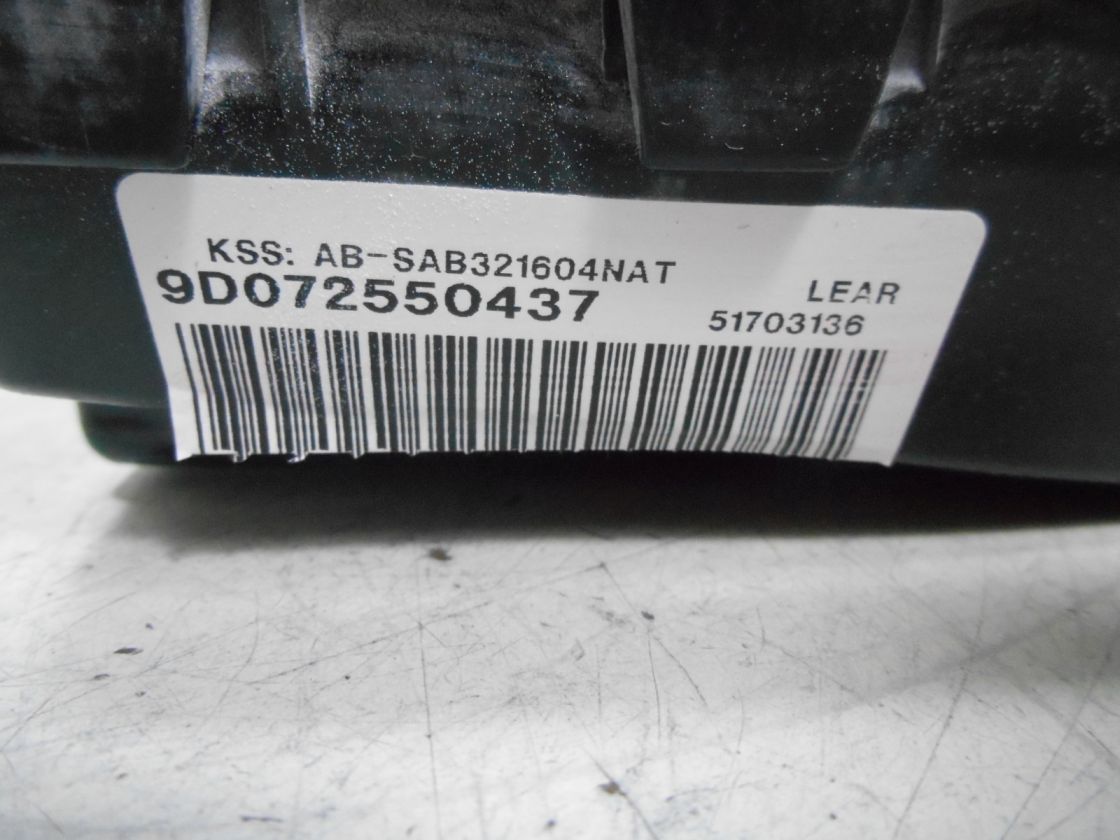 KSS: AB-SAB321604NAT
9D072550437
LEAR
51703136